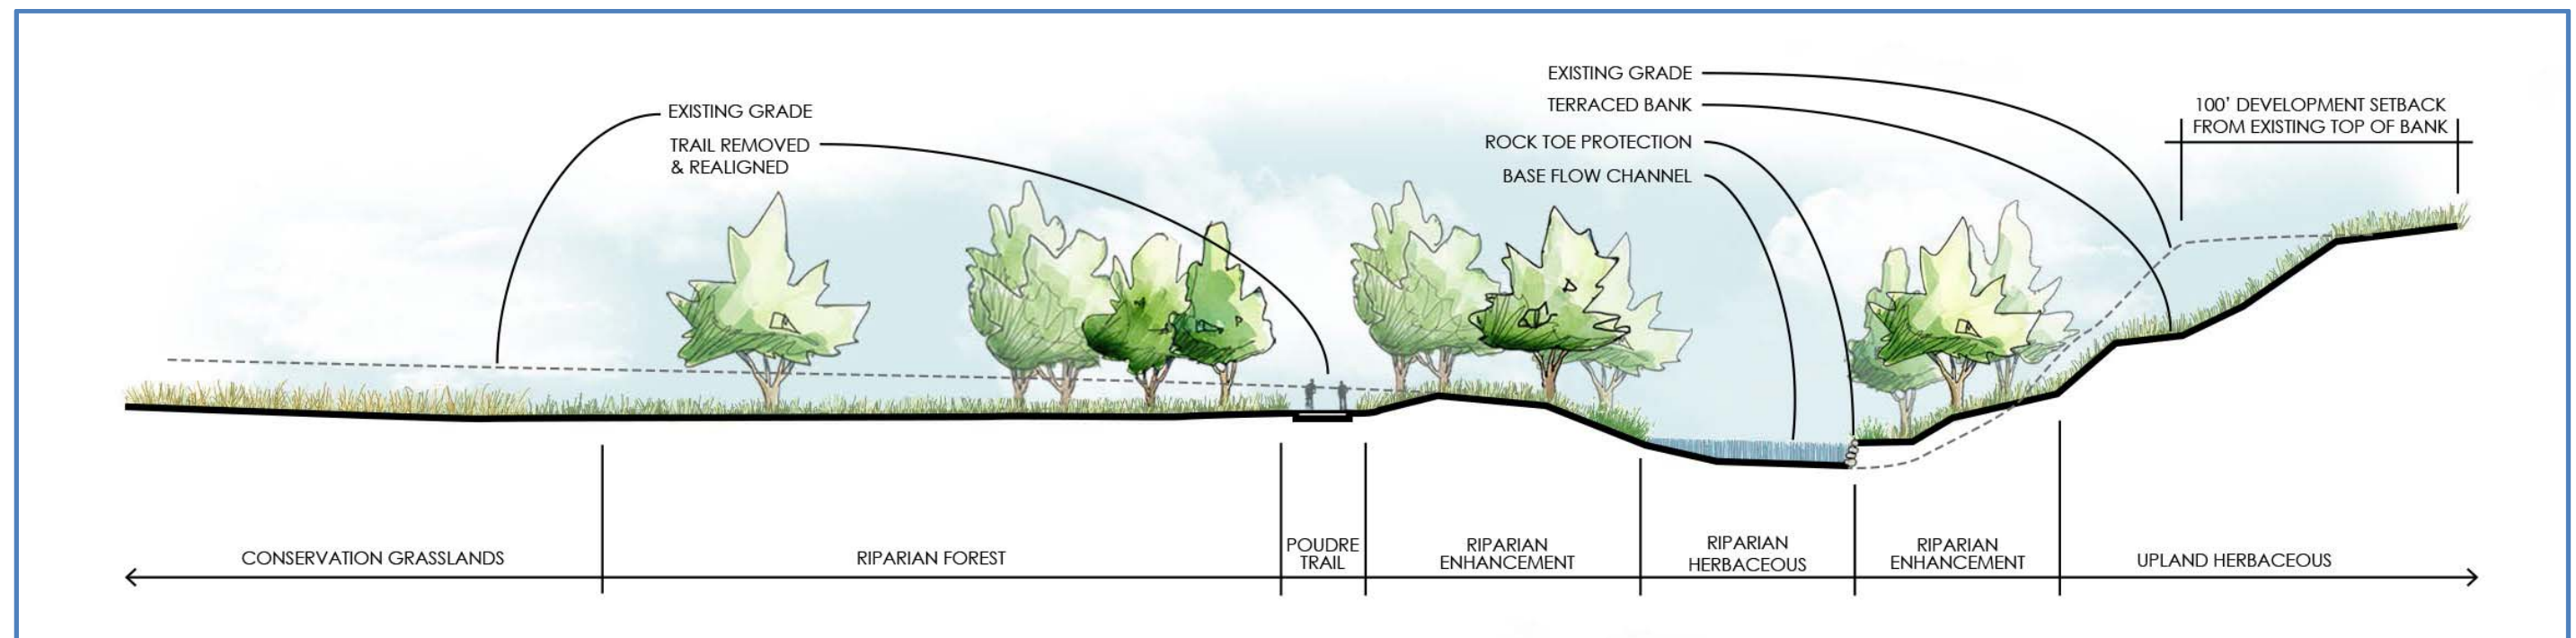 EXISTING GRADE
TRAIL REMOVED
& REALIGNED
EXISTING GRADE
TERRACED BANK
ROCK TOE PROTECTION
BASE FLOW CHANNEL
100' DEVELOPMENT SETBACK
FROM EXISTING TOP OF BANK
CONSERVATION GRASSLANDS
RIPARIAN FOREST
POUDRE
TRAIL
RIPARIAN
ENHANCEMENT
RIPARIAN
HERBACEOUS
RIPARIAN
ENHANCEMENT
UPLAND HERBACEOUS